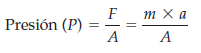 Presión (P) = F/A = m × a/A